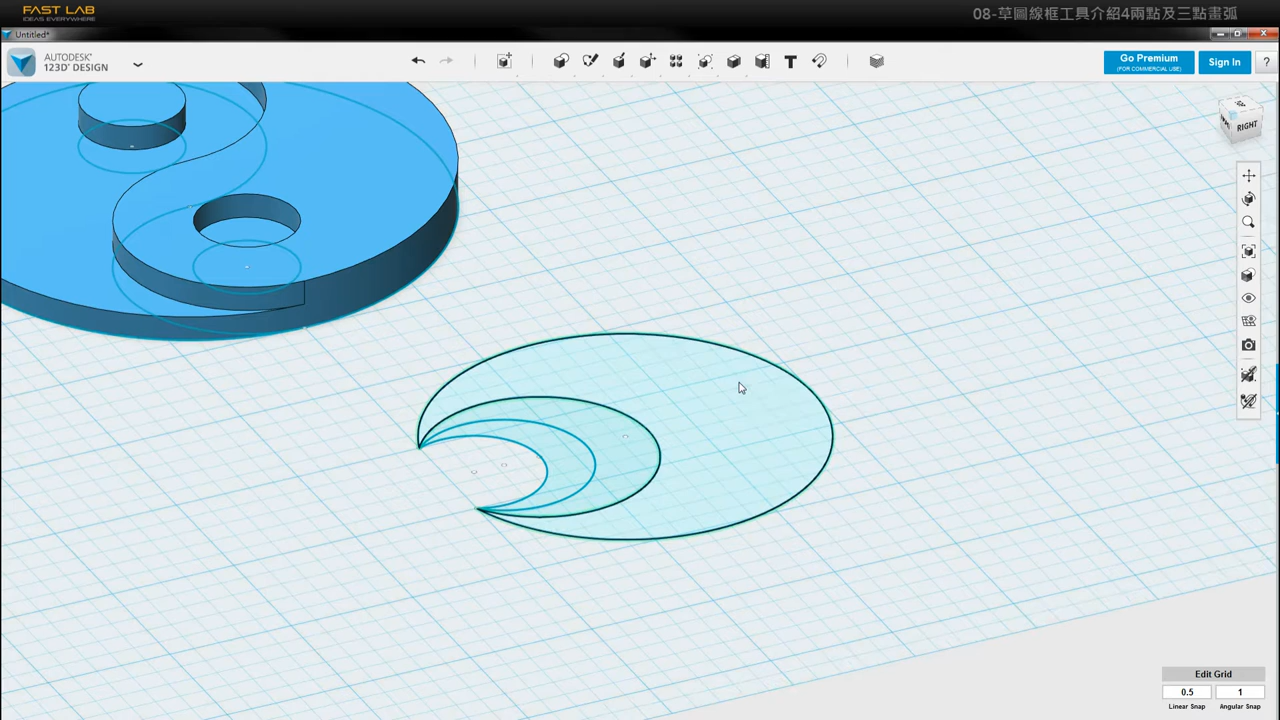 FAST LAB
IDEAS EVERYWHERE
08-草圖線框工具介紹4兩點及三點畫弧
Untitled*
AUTODESK®
123D® DESIGN
T
Go Premium
(FOR COMMERCIAL USE)
Sign In
?
RIGHT
Edit Grid
0.5
1
Linear Snap
Angular Snap